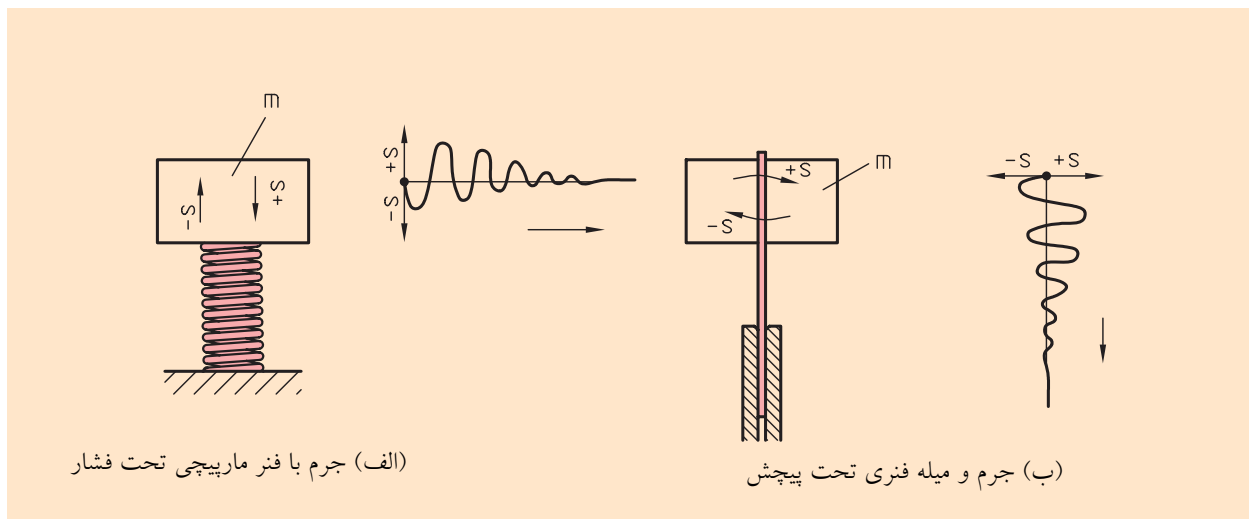 m
-S
+S
+S
-S
m
+S
-S
-S +S
(الف) جرم با فنر مارپیچی تحت فشار
(ب) جرم و میله فنری تحت پیچش